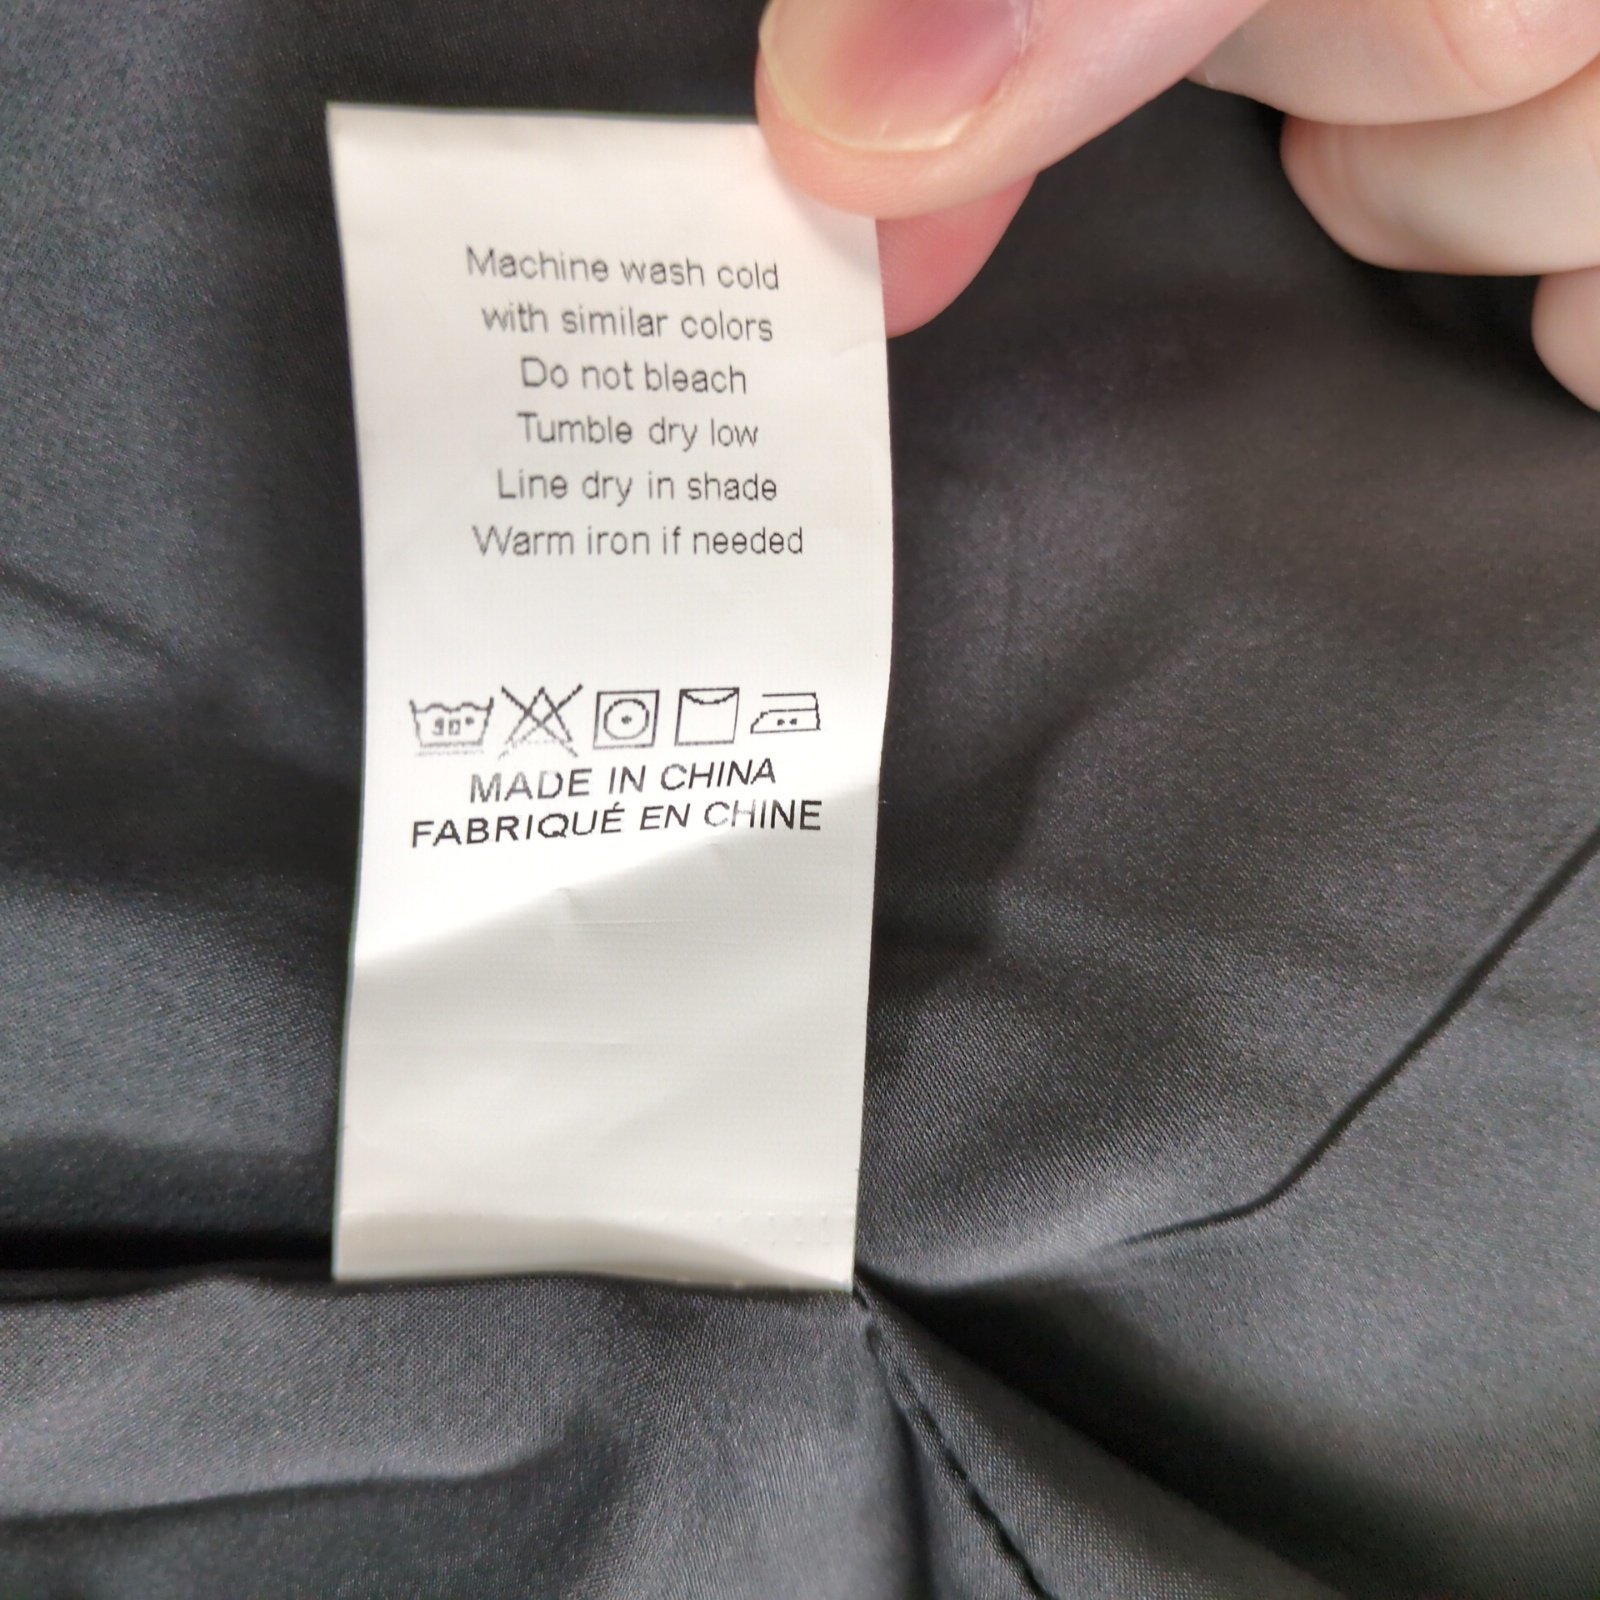 Machine wash cold
with similar colors
Do not bleach
Tumble dry low
Line dry in shade
Warm iron if needed
30°
MADE IN CHINA
FABRIQUÉ EN CHINE